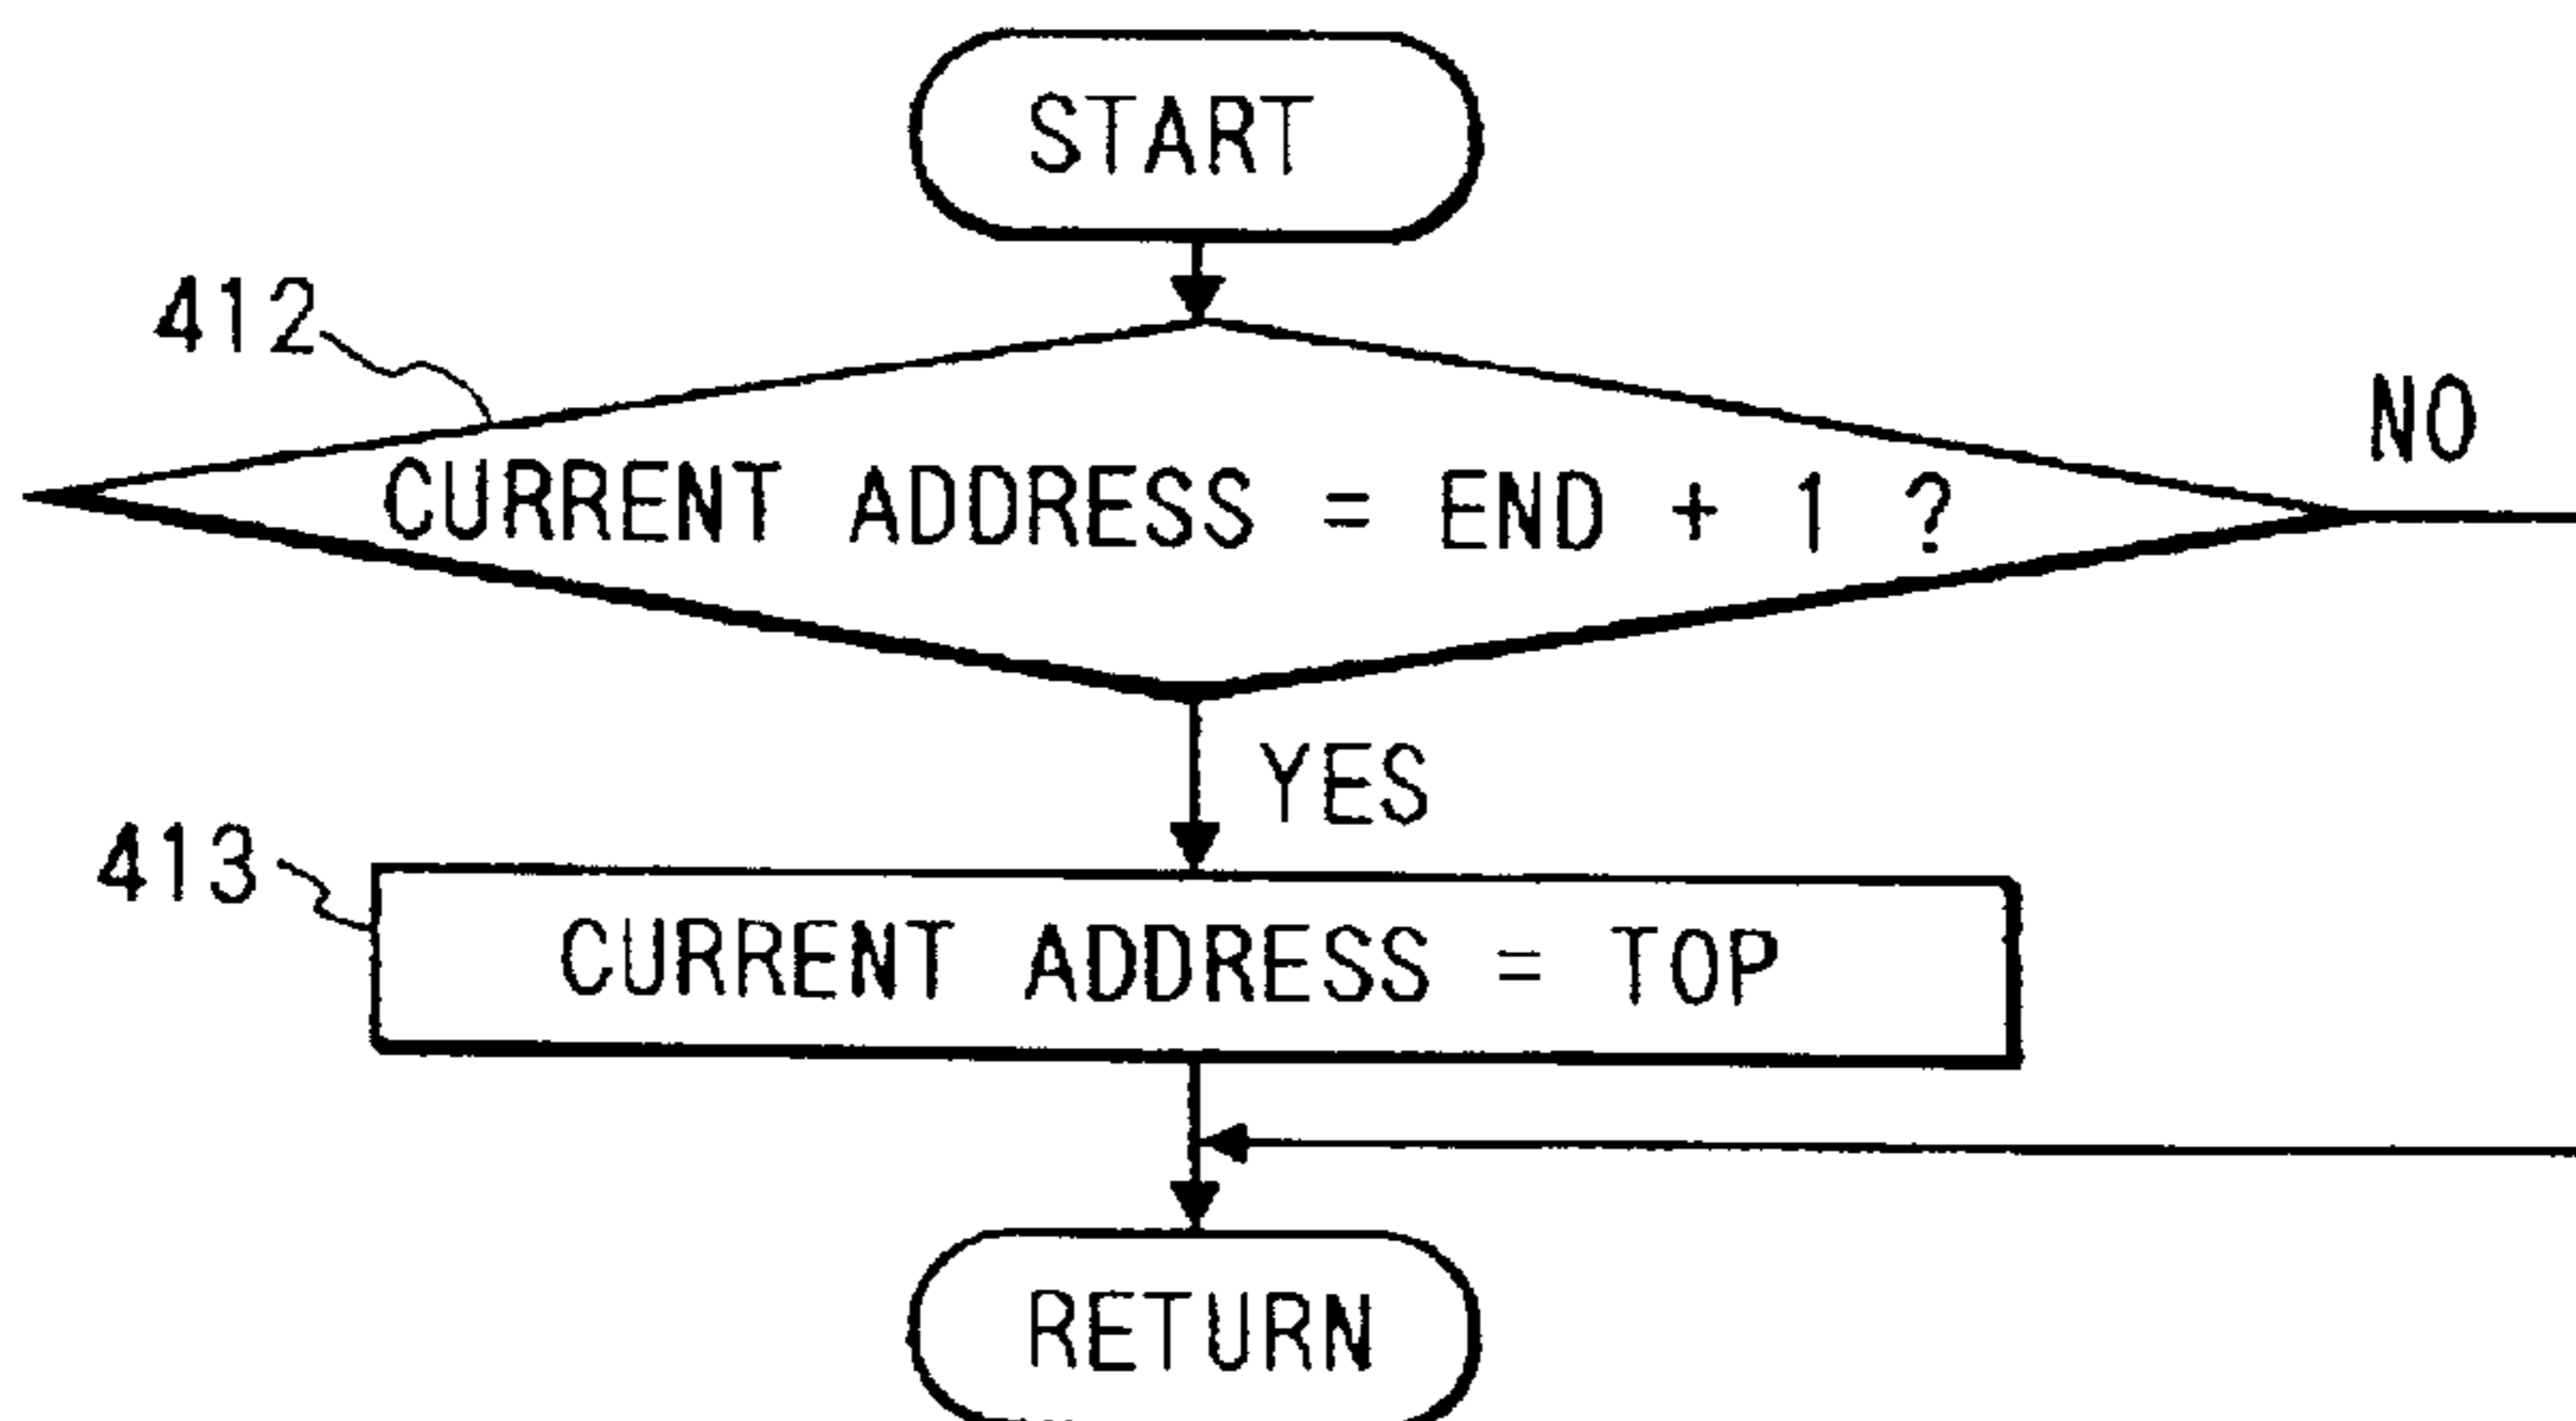 START
412
NO
CURRENT ADDRESS = END + 1 ?
YES
413
CURRENT ADDRESS = TOP
RETURN